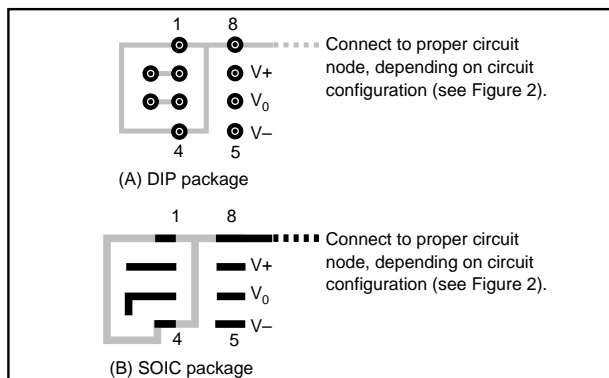 1 8
Connect to proper circuit
node, depending on circuit
configuration (see Figure 2).
V+
V0
V–
4 5
(A) DIP package
1 8
Connect to proper circuit
node, depending on circuit
configuration (see Figure 2).
V+
V0
V–
4 5
(B) SOIC package